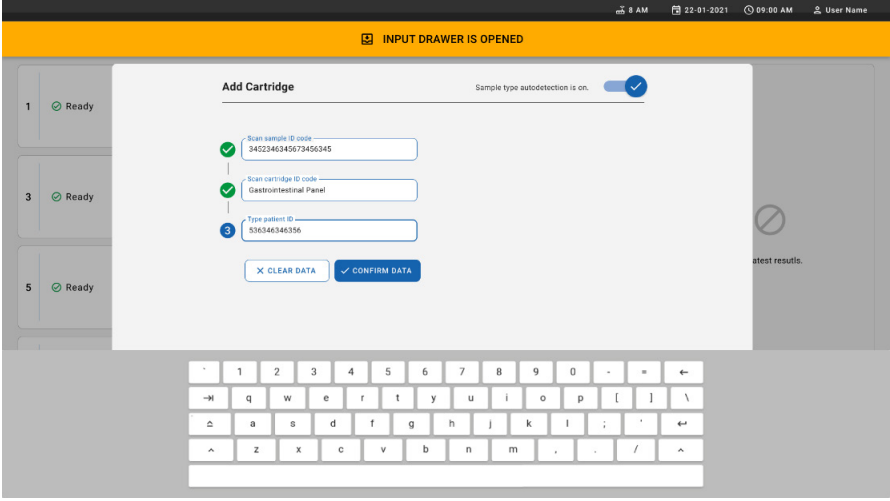 8 AM 22-01-2021 09:00 AM User Name
INPUT DRAWER IS OPENED
Add Cartridge Sample type autodetection is on.
1 Ready
Scan sample ID code
3452346345673456345
Scan cartridge ID code
Gastrointestinal Panel
3 Ready
Type patient ID
3 536346346356
atest resutls.
CLEAR DATA CONFIRM DATA
5 Ready
` 1 2 3 4 5 6 7 8 9 0 - =
q w e r t y u i o p [ ] \
a s d f g h j k l ; '
z x c v b n m , . /